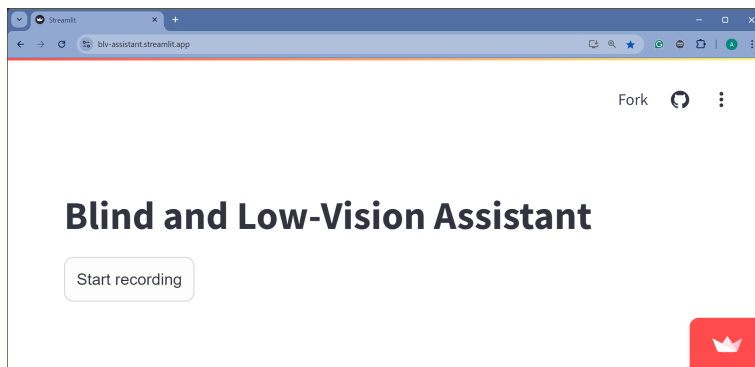 Streamlit
blv-assistant.streamlit.app
Fork
Blind and Low-Vision Assistant
Start recording